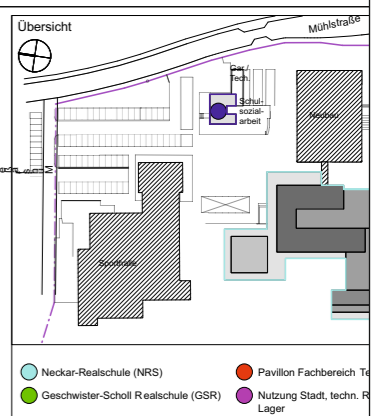 Übersicht
Mühlstraße
Gar./
Tech.
Schul-
sozial-
arbeit
Neubau
M
Sporthalle
Neckar-Realschule (NRS)
Geschwister-Scholl Realschule (GSR)
Pavillon Fachbereich Te
Nutzung Stadt, techn. R
Lager